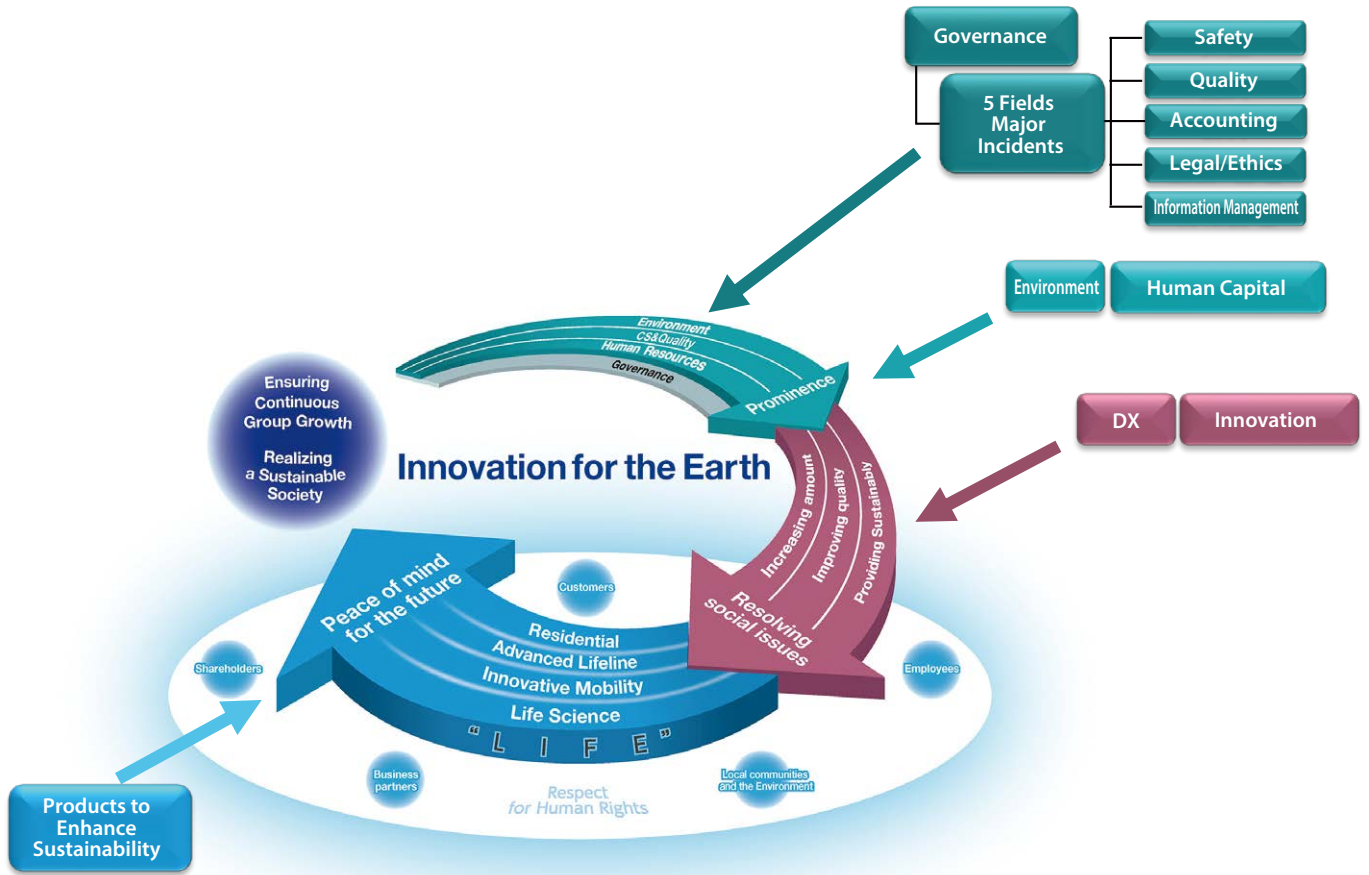 Governance
5 Fields
Major
Incidents
Safety
Quality
Accounting
Legal/Ethics
Information Management
Environment
Human Capital
DX
Innovation
Environment
CS&Quality
Human Resources
Governance
Prominence
Ensuring
Continuous
Group Growth
Realizing
a Sustainable
Society
Innovation for the Earth
Increasing amount
Improving quality
Providing Sustainaby
Resolving
social issues
Peace of mind
for the future
Residential
Advanced Lifeline
Innovative Mobility
Life Science
"LIFE"
Customers
Shareholders
Employees
Business
partners
Local communities
and the Environment
Respect
for Human Rights
Products to
Enhance
Sustainability